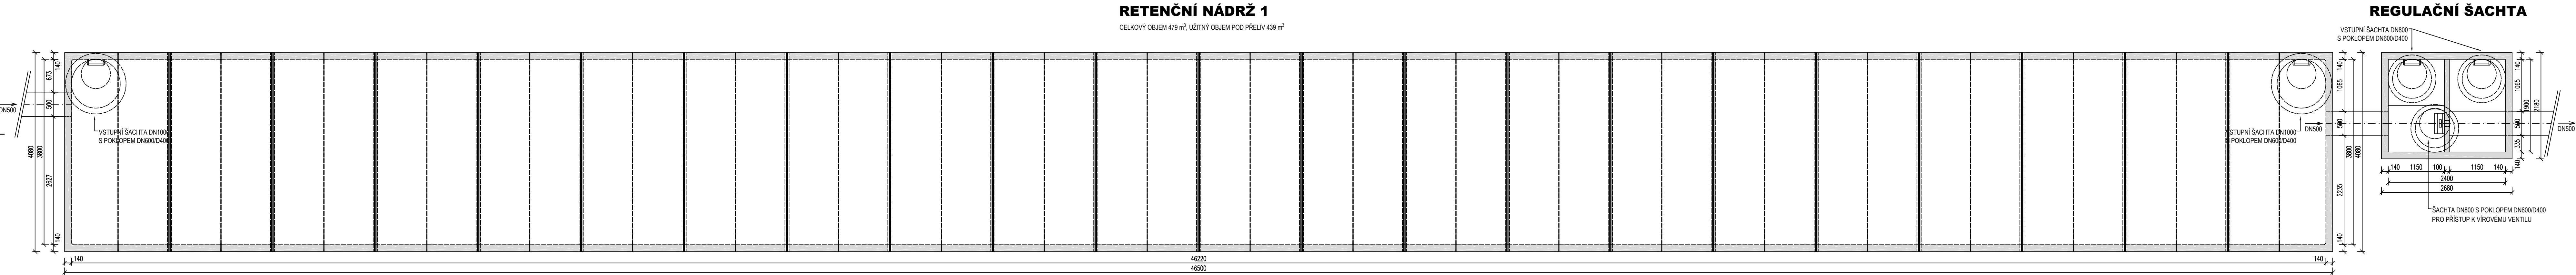 RETENČNÍ NÁDRŽ 1
CELKOVÝ OBJEM 479 m³, UŽITNÝ OBJEM POD PŘELIV 439 m³
REGULAČNÍ ŠACHTA
VSTUPNÍ ŠACHTA DN800
S POKLOPEM DN600/D400
DN500
4080
3800
140
673
500
2627
140
VSTUPNÍ ŠACHTA DN1000
S POKLOPEM DN600/D400
140
46220
140
46500
VSTUPNÍ ŠACHTA DN1000
S POKLOPEM DN600/D400
DN500
140
1065
500
2235
140
3800
4080
140
1065
500
335
140
1900
2180
DN500
140
1150
100
1150
140
2400
2680
ŠACHTA DN800 S POKLOPEM DN600/D400
PRO PŘÍSTUP K VÍROVÉMU VENTILU